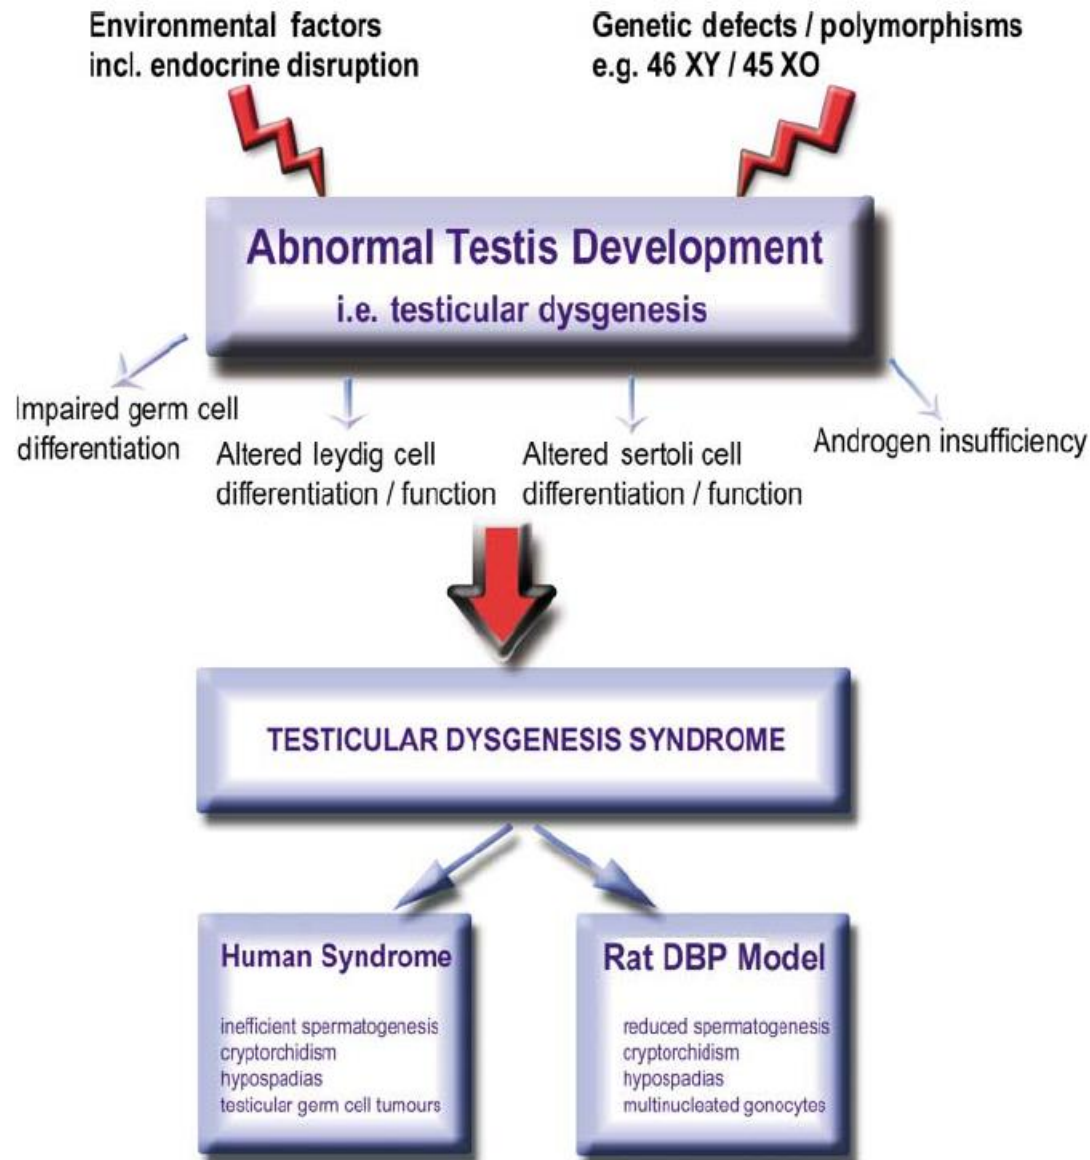 Environmental factors
incl. endocrine disruption
Genetic defects / polymorphisms
e.g. 46 XY / 45 XO
Abnormal Testis Development
i.e. testicular dysgenesis
Impaired germ cell
differentiation
Altered leydig cell
differentiation / function
Altered sertoli cell
differentiation / function
Androgen insufficiency
TESTICULAR DYSGENESIS SYNDROME
Human Syndrome
inefficient spermatogenesis
cryptorchidism
hypospadias
testicular germ cell tumours
Rat DBP Model
reduced spermatogenesis
cryptorchidism
hypospadias
multinucleated gonocytes